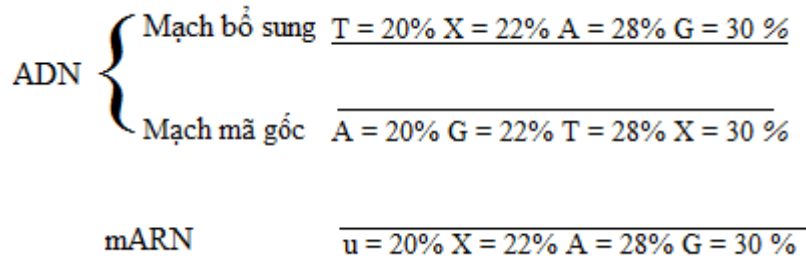 Mạch bổ sung T = 20% X = 22% A = 28% G = 30 %
ADN
Mạch mã gốc A = 20% G = 22% T = 28% X = 30 %
mARN u = 20% X = 22% A = 28% G = 30 %